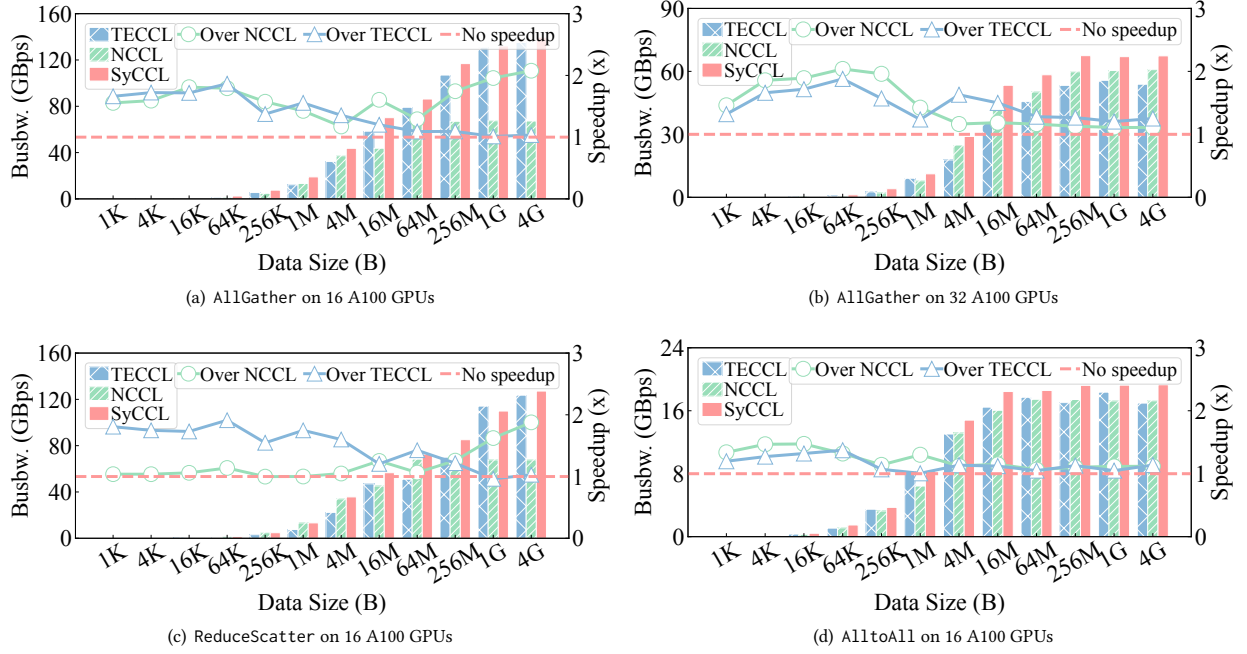 160
120
80
40
0
Busbw. (GBps)
TECCL
NCCL
SyCCL
Over NCCL
Over TECCL
No speedup
3
2
1
0
Speedup (x)
1K 4K 16K 64K 256K 1M 4M 16M 64M 256M 1G 4G
Data Size (B)
(a) AllGather on 16 A100 GPUs
90
60
30
0
Busbw. (GBps)
TECCL
NCCL
SyCCL
Over NCCL
Over TECCL
No speedup
3
2
1
0
Speedup (x)
1K 4K 16K 64K 256K 1M 4M 16M 64M 256M 1G 4G
Data Size (B)
(b) AllGather on 32 A100 GPUs
160
120
80
40
0
Busbw. (GBps)
TECCL
NCCL
SyCCL
Over NCCL
Over TECCL
No speedup
3
2
1
0
Speedup (x)
1K 4K 16K 64K 256K 1M 4M 16M 64M 256M 1G 4G
Data Size (B)
(c) ReduceScatter on 16 A100 GPUs
24
16
8
0
Busbw. (GBps)
TECCL
NCCL
SyCCL
Over NCCL
Over TECCL
No speedup
3
2
1
0
Speedup (x)
1K 4K 16K 64K 256K 1M 4M 16M 64M 256M 1G 4G
Data Size (B)
(d) AlltoAll on 16 A100 GPUs